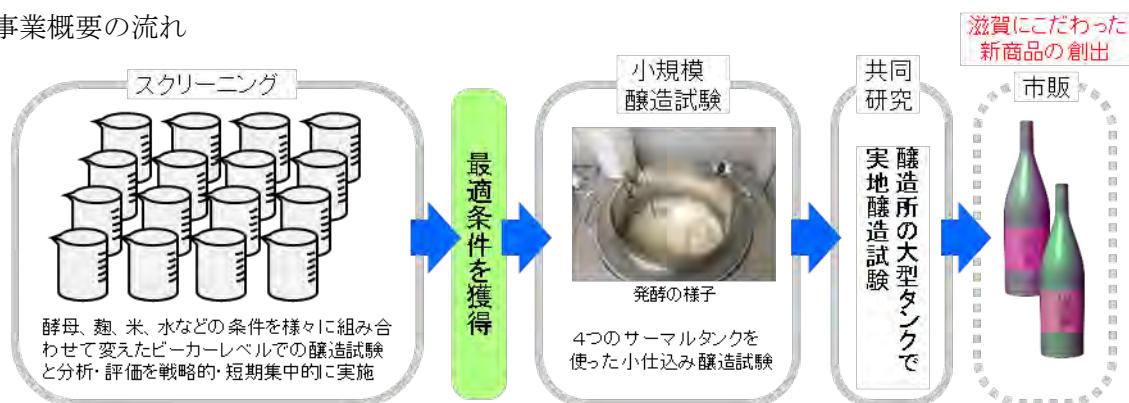 事業概要の流れ
スクリーニング
酵母、麹、米、水などの条件を様々に組み合
わせて変えたビーカーレベルでの醸造試験
と分析・評価を戦略的・短期集中的に実施
最適条件を獲得
小規模
醸造試験
発酵の様子
4つのサーマルタンクを
使った小仕込み醸造試験
共同
研究
醸造所の大型タンクで
実地醸造試験
滋賀にこだわった
新商品の創出
市販